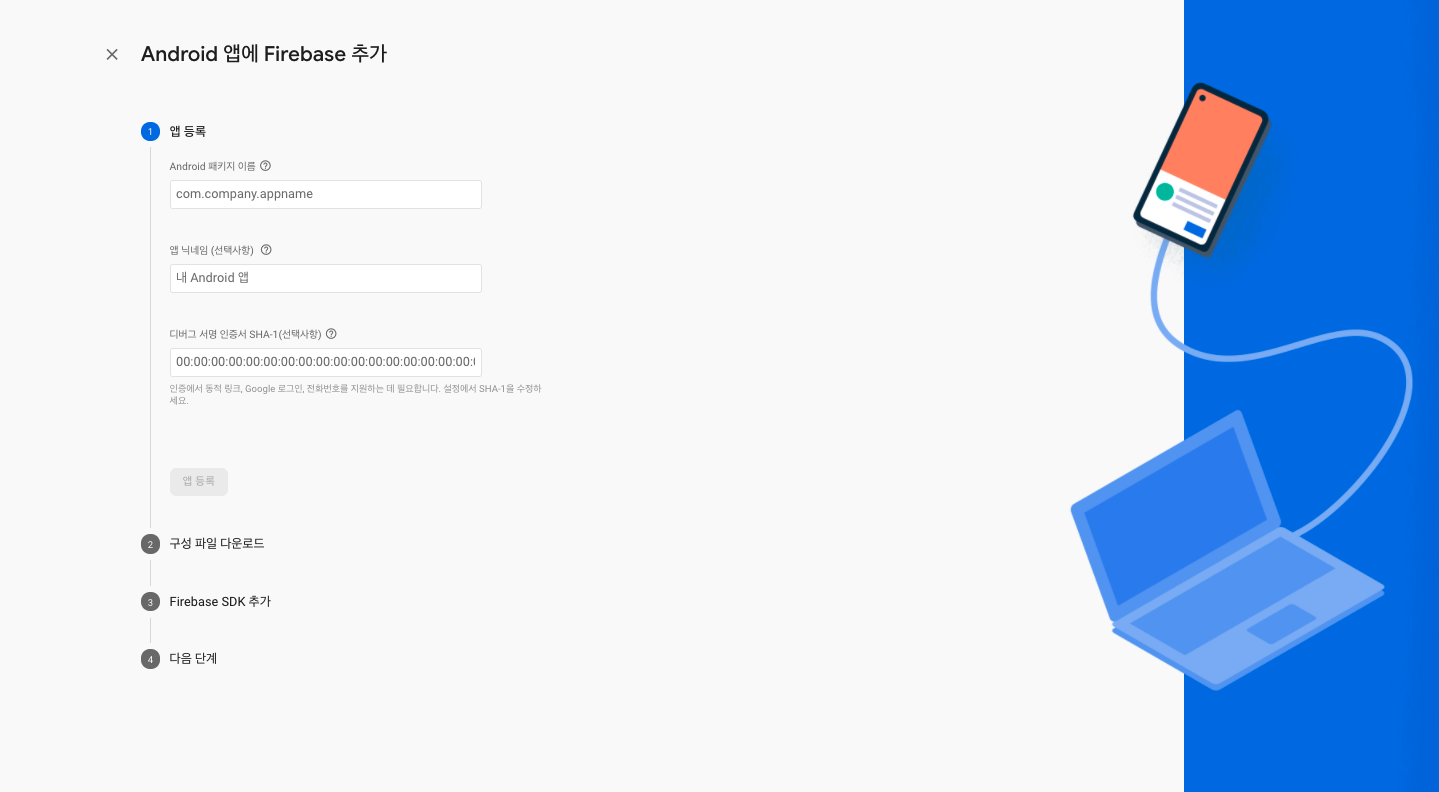 Android 앱에 Firebase 추가
1
앱 등록
Android 패키지 이름
com.company.appname
앱 닉네임 (선택사항)
내 Android 앱
디버그 서명 인증서 SHA-1(선택사항)
00:00:00:00:00:00:00:00:00:00:00:00:00:00:00:00:00:
인증에서 동적 링크, Google 로그인, 전화번호를 지원하는 데 필요합니다. 설정에서 SHA-1을 수정하
세요.
앱 등록
2
구성 파일 다운로드
3
Firebase SDK 추가
4
다음 단계